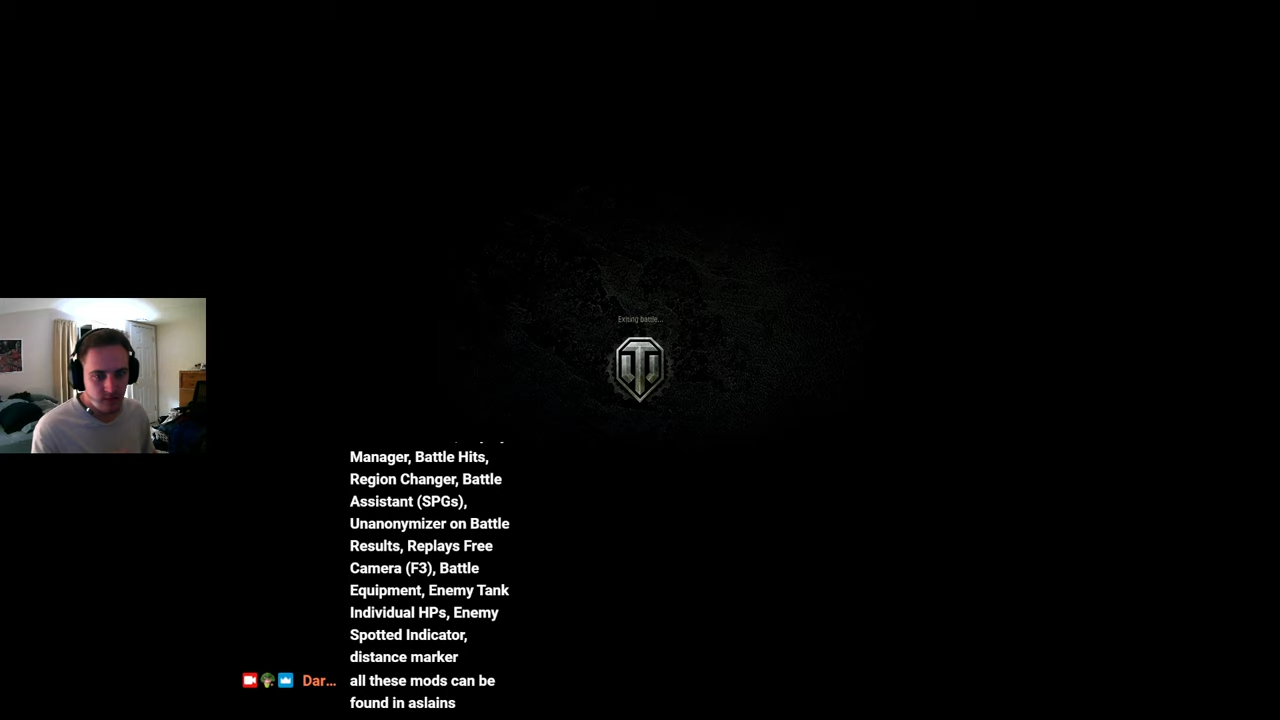 Exiting battle...
Manager, Battle Hits,
Region Changer, Battle
Assistant (SPGs),
Unanonymizer on Battle
Results, Replays Free
Camera (F3), Battle
Equipment, Enemy Tank
Individual HPs, Enemy
Spotted Indicator,
distance marker
Dar... all these mods can be
found in aslains